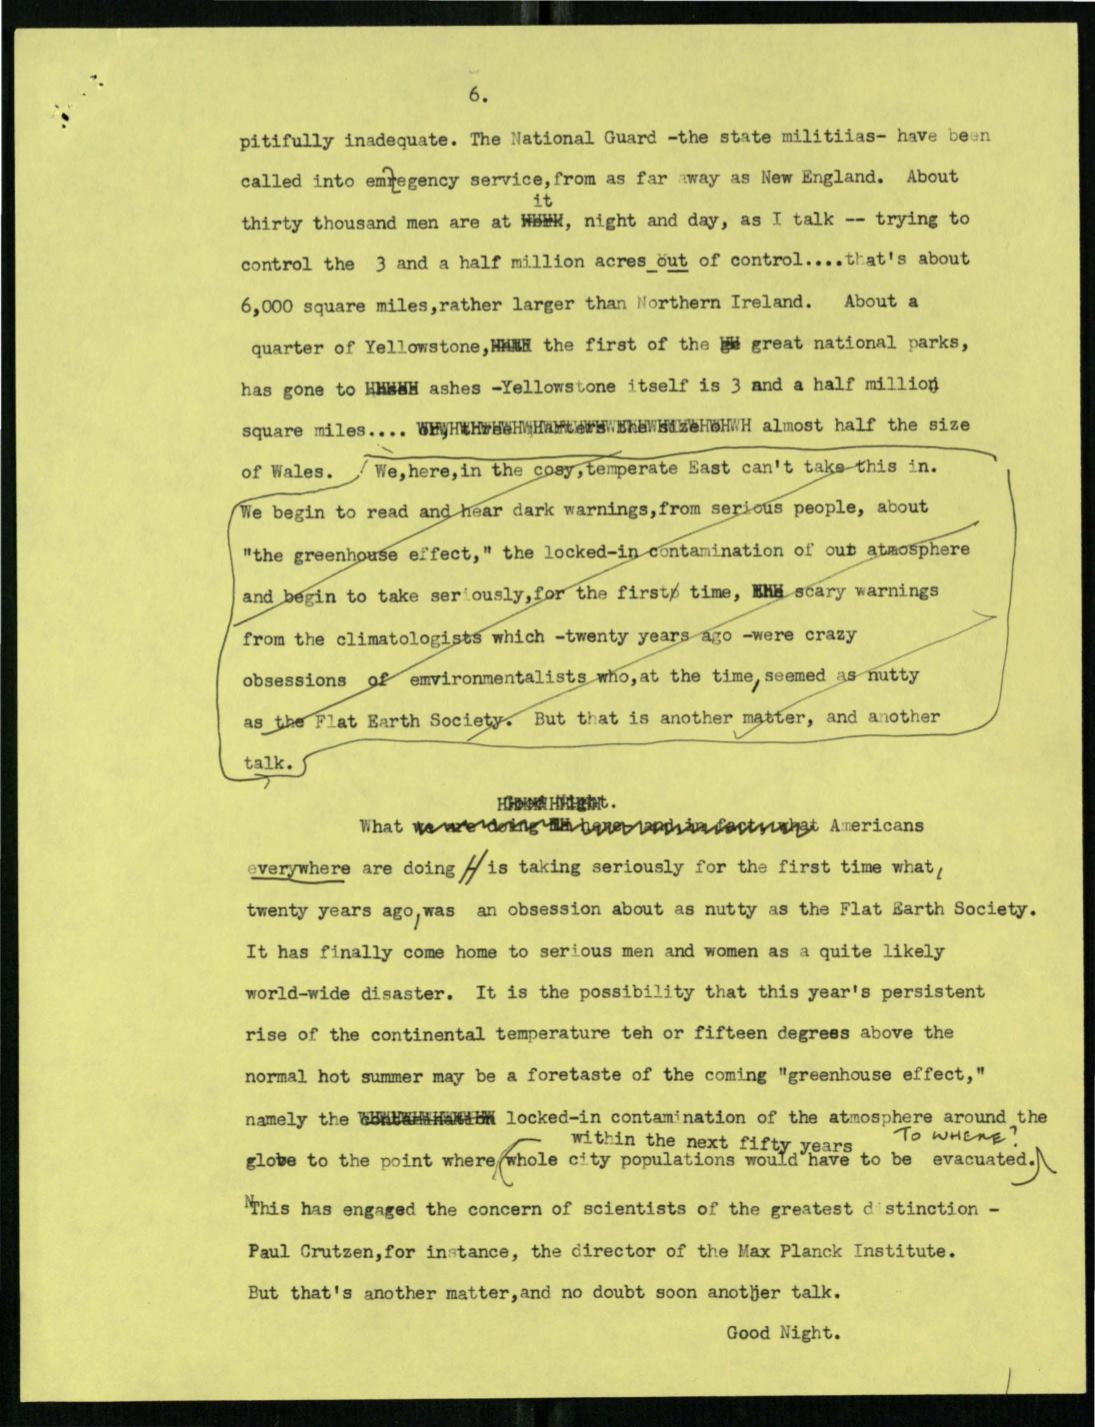 6.
pitifully inadequate. The National Guard -the state militiias- have been
called into emregency service,from as far away as New England. About
it
thirty thousand men are at , night and day, as I talk -- trying to
control the 3 and a half million acres out of control....that's about
6,000 square miles,rather larger than Northern Ireland. About a
quarter of Yellowstone, the first of the great national parks,
has gone to ashes -Yellowstone itself is 3 and a half million
square miles.... almost half the size
of Wales. We,here,in the cosy,temperate East can't take this in.
We begin to read and hear dark warnings,from serious people, about
"the greenhouse effect," the locked-in contamination of out atmosphere
and begin to take seriously,for the first time, scary warnings
from the climatologists which -twenty years ago -were crazy
obsessions of emvironmentalists who,at the time,seemed as nutty
as the Flat Earth Society. But that is another matter, and another
talk.
Good Night.
What we are doing here, and in fact, what Americans
everywhere are doing is taking seriously for the first time what,
twenty years ago,was an obsession about as nutty as the Flat Earth Society.
It has finally come home to serious men and women as a quite likely
world-wide disaster. It is the possibility that this year's persistent
rise of the continental temperature teh or fifteen degrees above the
normal hot summer may be a foretaste of the coming "greenhouse effect,"
namely the locked-in contamination of the atmosphere around the
within the next fifty years TO WHERE?
globe to the point where (whole city populations would have to be evacuated.)
This has engaged the concern of scientists of the greatest distinction -
Paul Crutzen,for instance, the director of the Max Planck Institute.
But that's another matter,and no doubt soon another talk.
Good Night.